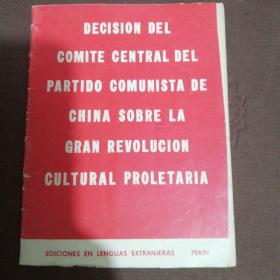 DECISION DEL
COMITE CENTRAL DEL
PARTIDO COMUNISTA DE
CHINA SOBRE LA
GRAN REVOLUCION
CULTURAL PROLETARIA
EDICIONES EN LENGUAS EXTRANJERAS PEKIN